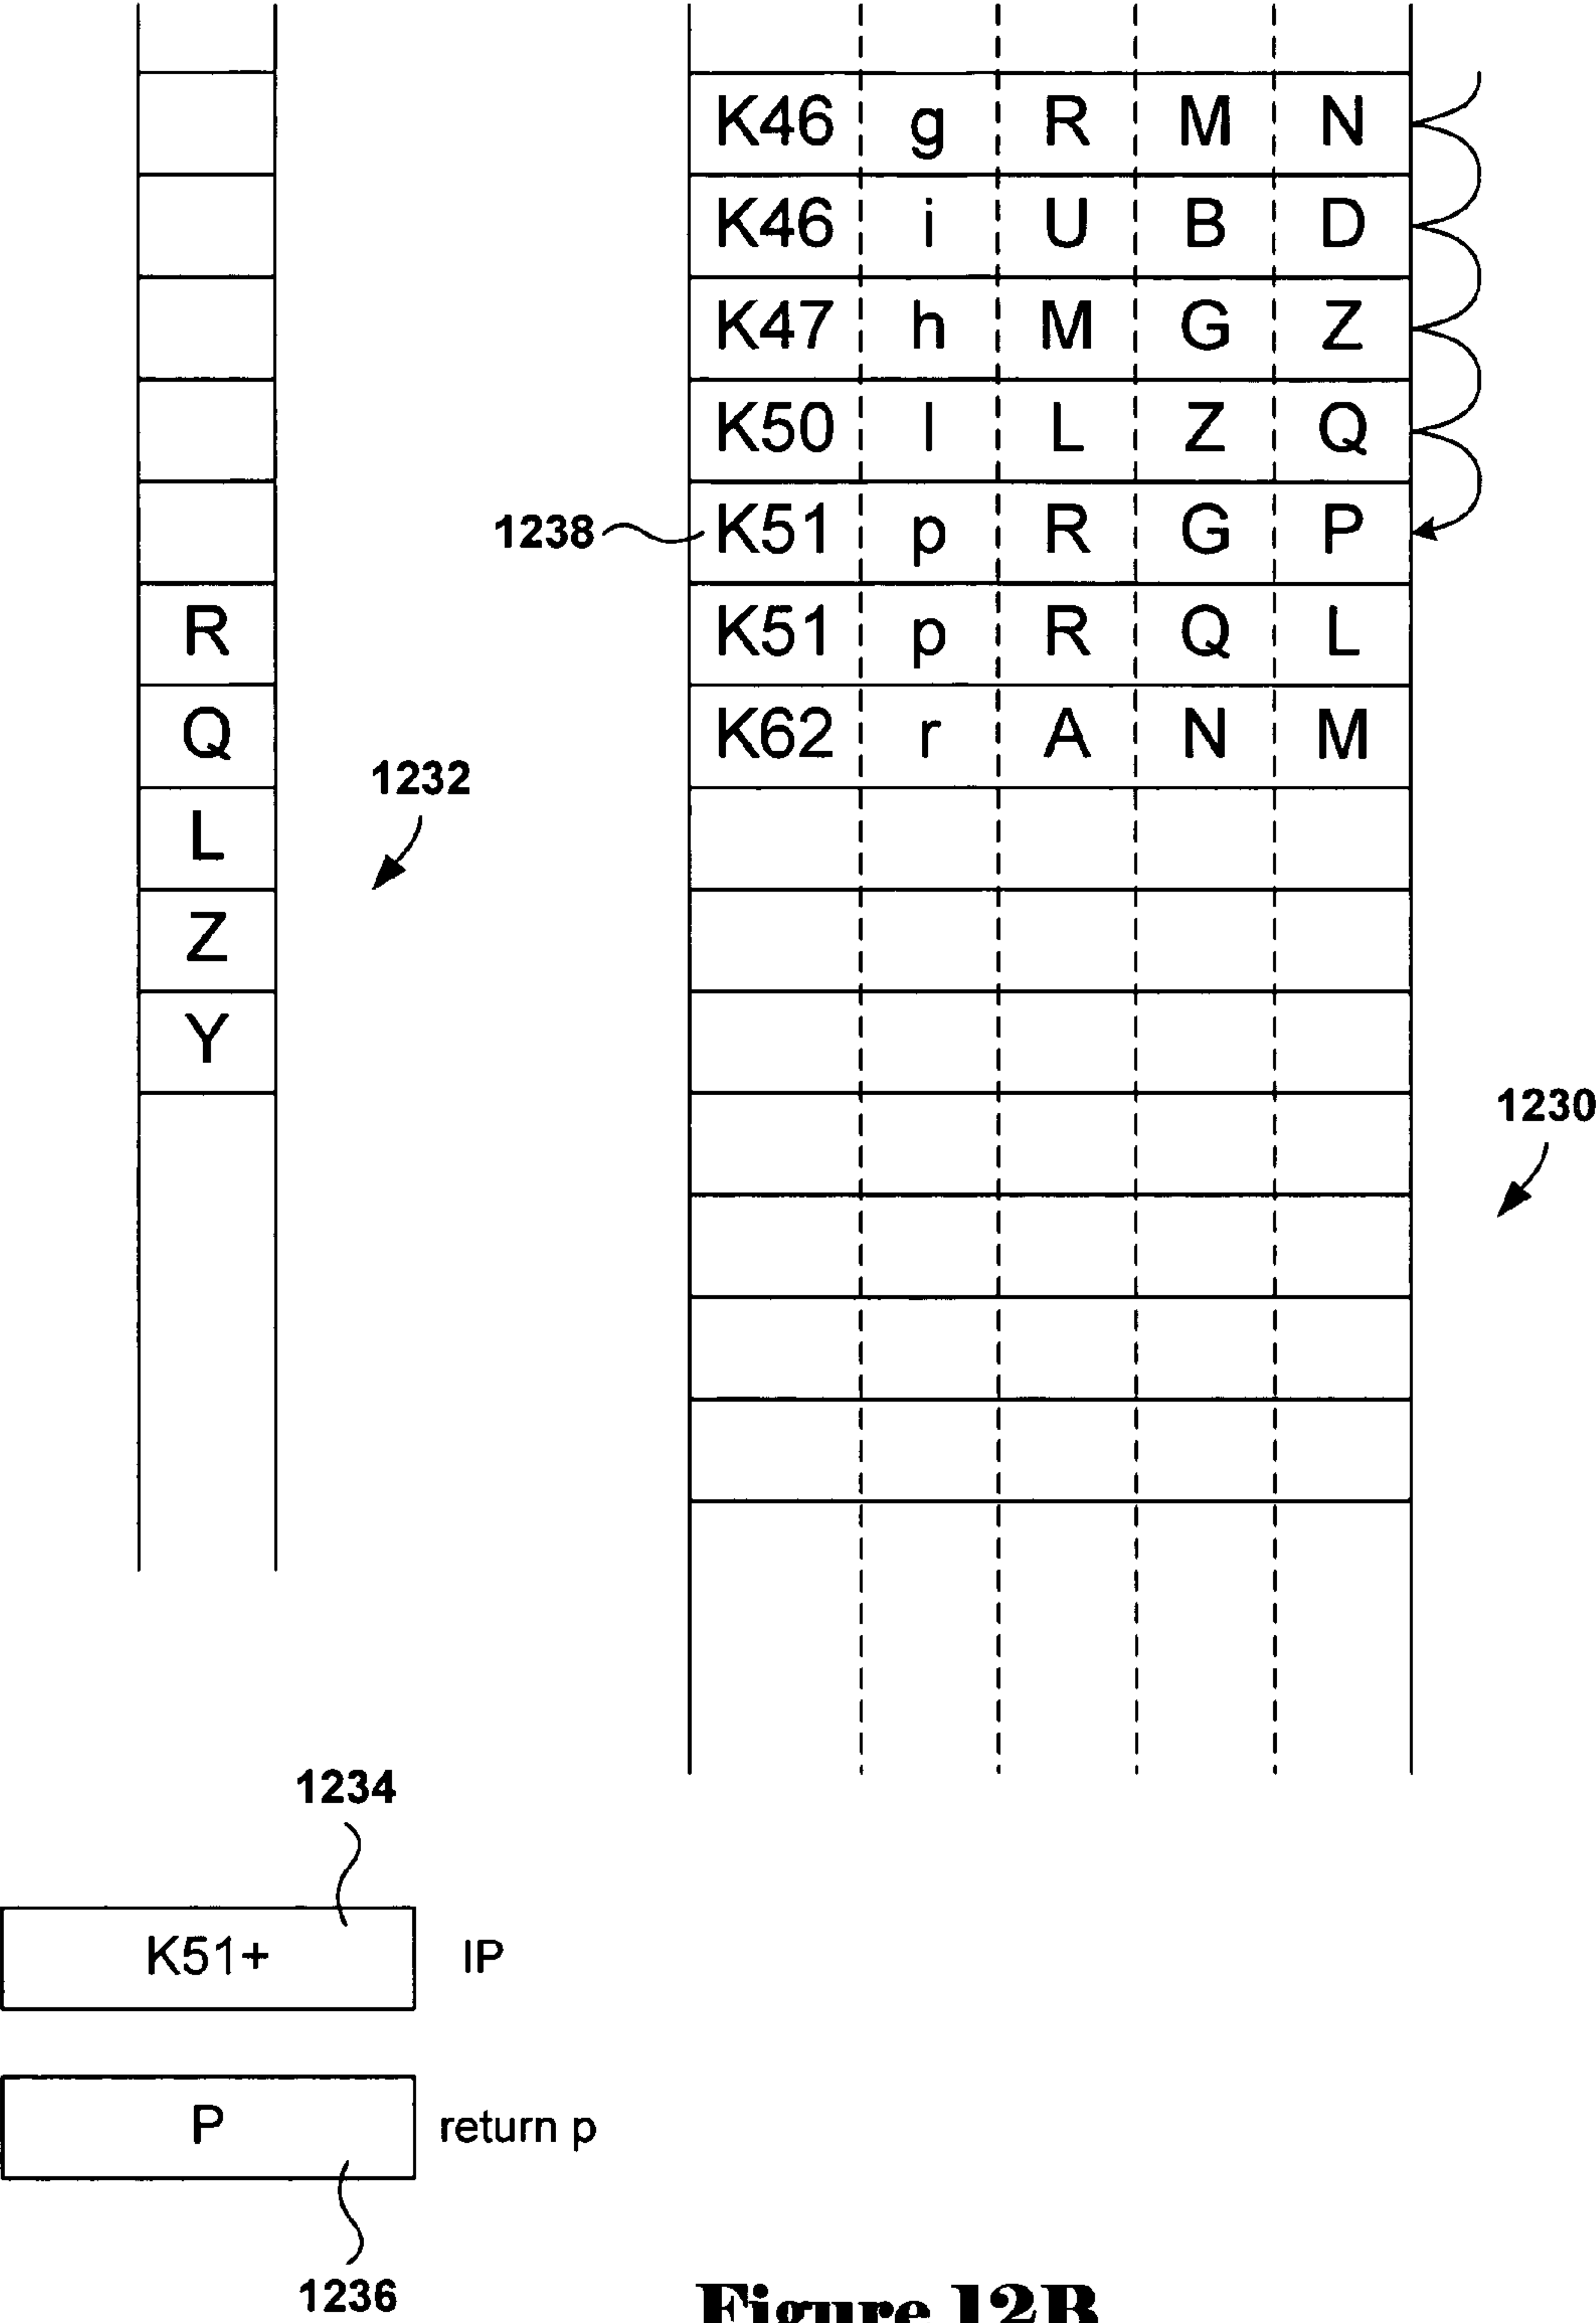 K46 g R M N
K46 i U B D
K47 h M G Z
K50 l L Z Q
1238 K51 p R G P
R K51 p R Q L
Q K62 r A N M
1232
L
Z
Y
1230
1234
K51+ IP
P return p
1236
Figure 12B